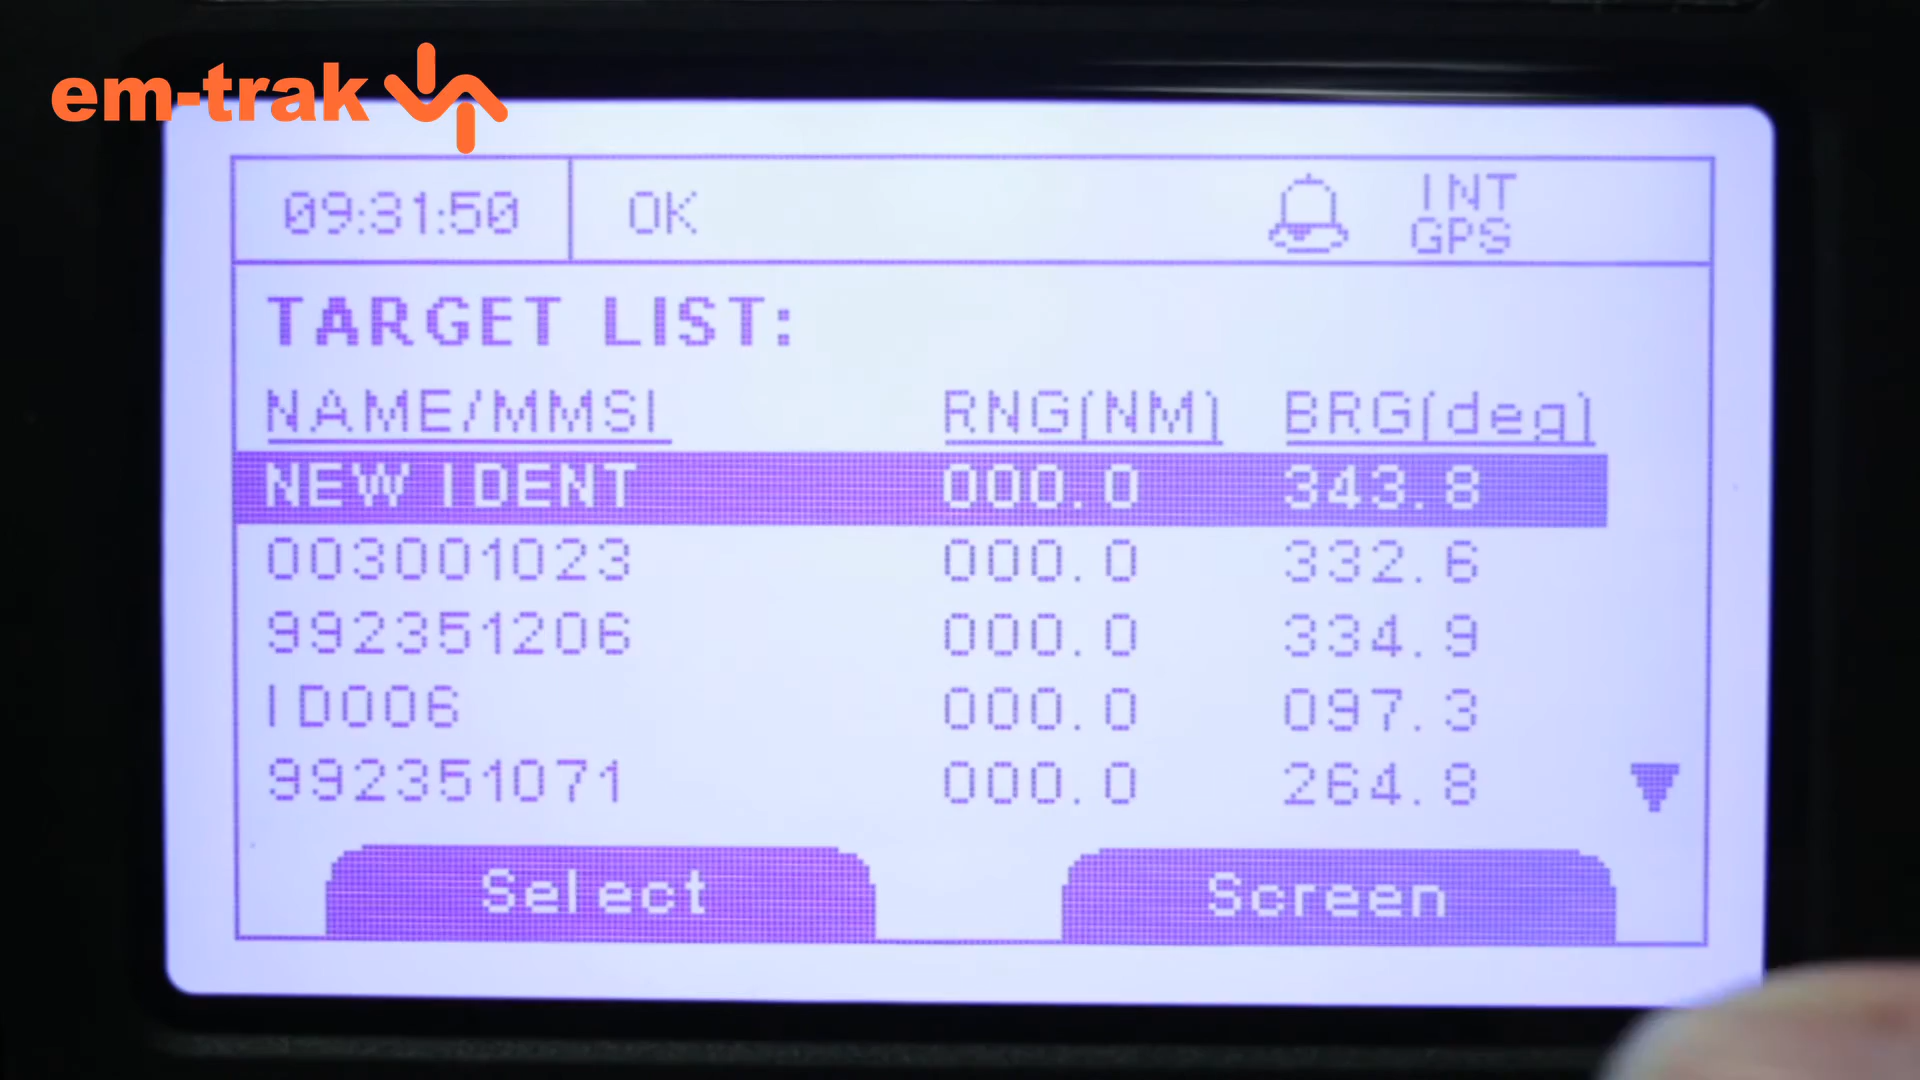 em-trak
09:31:50 OK INT GPS
TARGET LIST:
NAME/MMSI RNG(NM) BRG(deg)
NEW IDENT 000.0 343.8
003001023 000.0 332.6
992351206 000.0 334.9
ID006 000.0 097.3
992351071 000.0 264.8
Select Screen